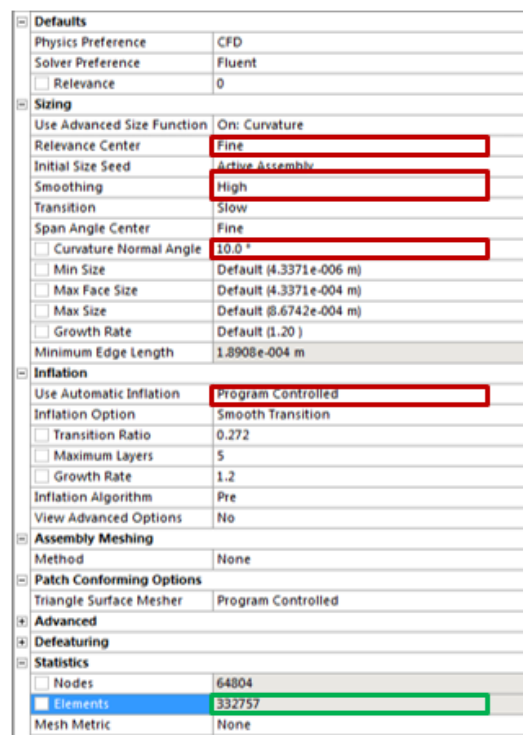 Defaults
Physics Preference CFD
Solver Preference Fluent
Relevance 0
Sizing
Use Advanced Size Function On: Curvature
Relevance Center Fine
Initial Size Seed Active Assembly
Smoothing High
Transition Slow
Span Angle Center Fine
Curvature Normal Angle 10.0 °
Min Size Default (4.3371e-006 m)
Max Face Size Default (4.3371e-004 m)
Max Size Default (8.6742e-004 m)
Growth Rate Default (1.20 )
Minimum Edge Length 1.8908e-004 m
Inflation
Use Automatic Inflation Program Controlled
Inflation Option Smooth Transition
Transition Ratio 0.272
Maximum Layers 5
Growth Rate 1.2
Inflation Algorithm Pre
View Advanced Options No
Assembly Meshing
Method None
Patch Conforming Options
Triangle Surface Mesher Program Controlled
Advanced
Defeaturing
Statistics
Nodes 64804
Elements 332757
Mesh Metric None